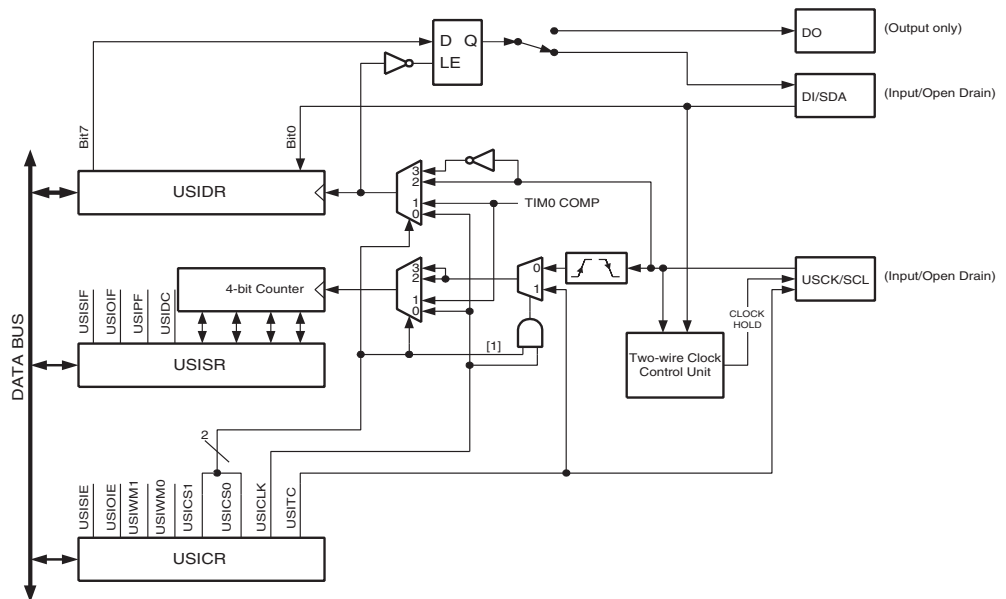 D Q
LE
DO
(Output only)
DI/SDA
(Input/Open Drain)
Bit7
Bit0
DATA BUS
USIDR
3
2
1
0
TIM0 COMP
4-bit Counter
3
2
1
0
0
1
USCK/SCL
(Input/Open Drain)
USISIF
USIOIF
USIPF
USIDC
USISR
[1]
CLOCK
HOLD
Two-wire Clock
Control Unit
2
USISIE
USIOIE
USIWM1
USIWM0
USICS1
USICS0
USICLK
USITC
USICR